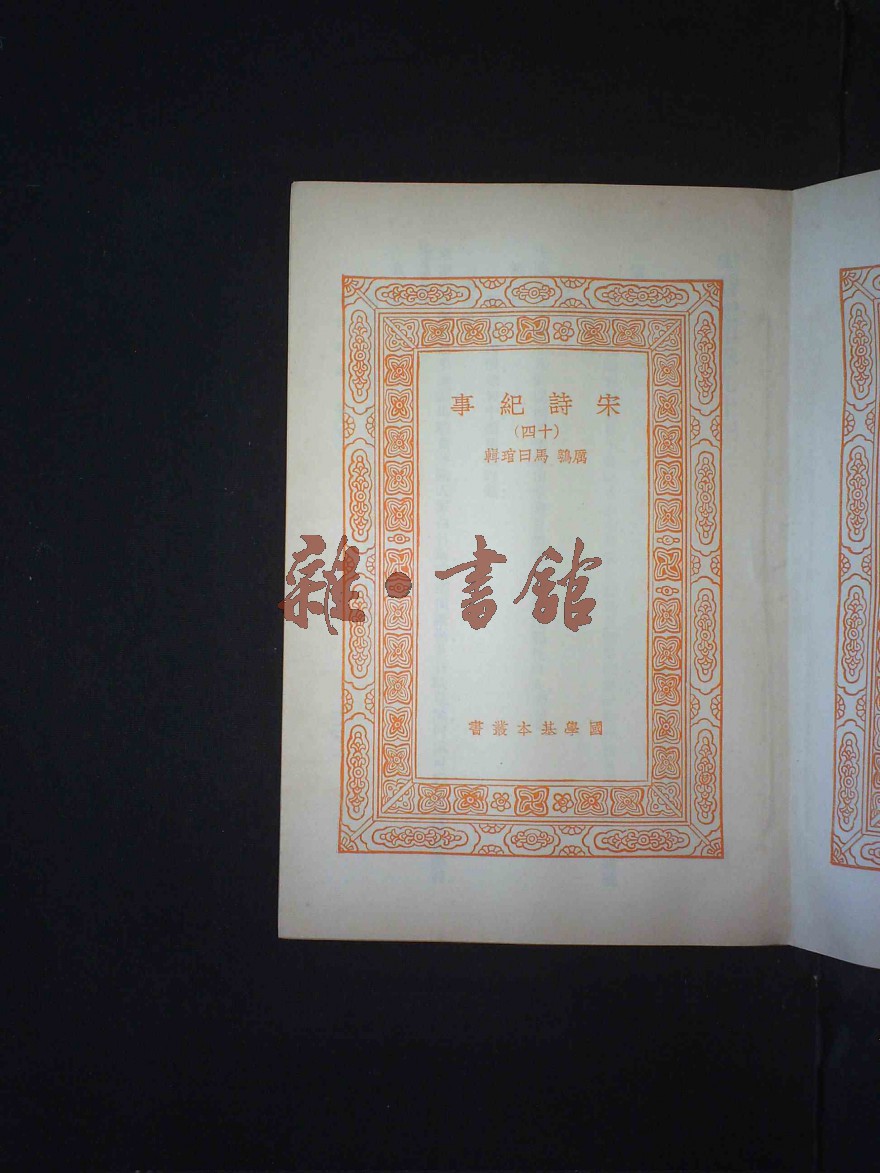 宋詩紀事
(十四)
厲鶚 馬曰琯輯
雜·書館
國學基本叢書